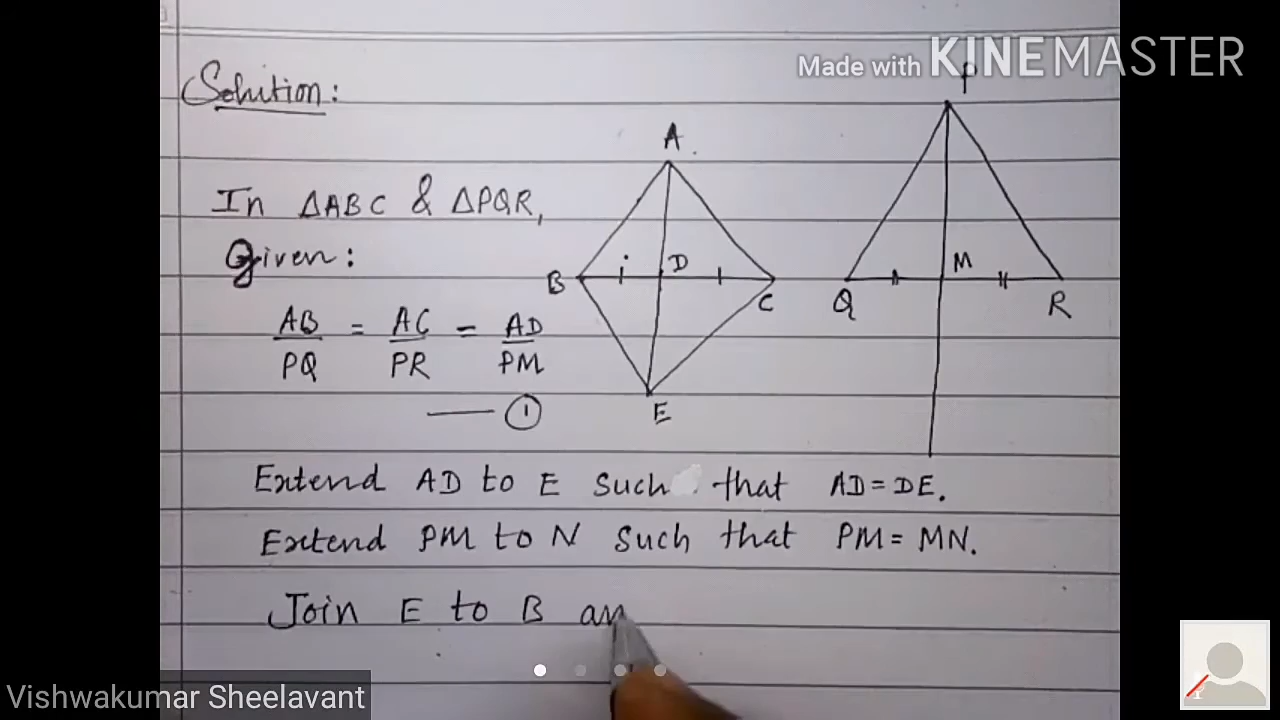 Made with KINEMASTER
Solution:
In ΔABC & ΔPQR,
Given:
AB/PQ = AC/PR = AD/PM
—— ①
A.
B
D
C
E
P
Q
M
R
Extend AD to E Such that AD = DE.
Extend PM to N Such that PM = MN.
Join E to B an
Vishwakumar Sheelavant